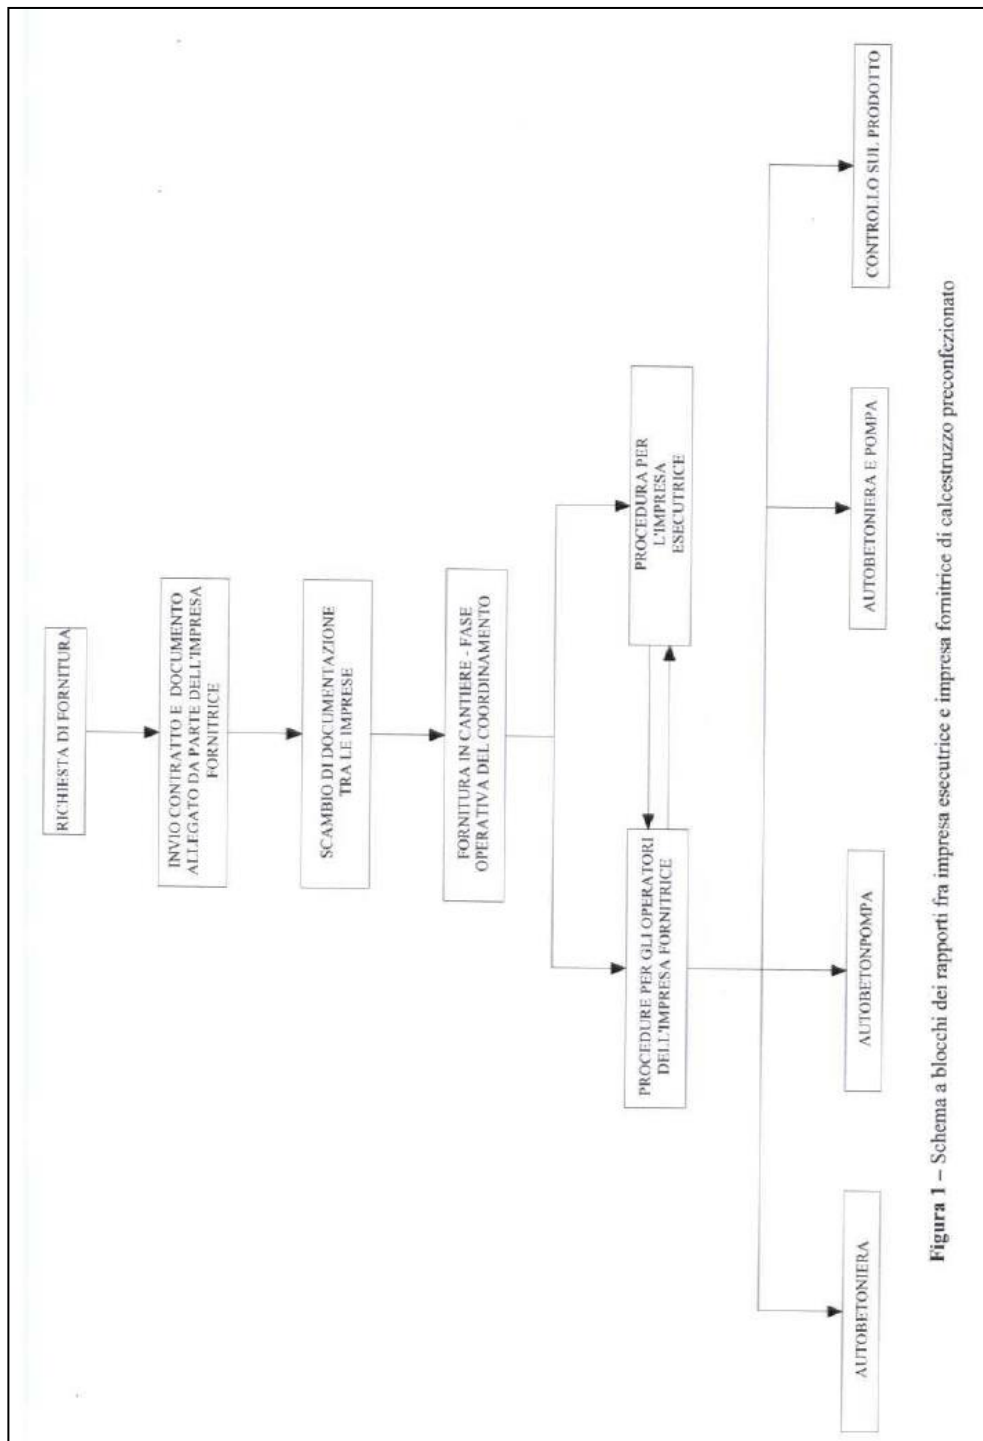 RICHIESTA DI FORNITURA
INVIO CONTRATTO E DOCUMENTO
ALLEGATO DA PARTE DELL'IMPRESA
FORNITRICE
SCAMBIO DI DOCUMENTAZIONE
TRA LE IMPRESE
FORNITURA IN CANTIERE - FASE
OPERATIVA DEL COORDINAMENTO
PROCEDURE PER GLI OPERATORI
DELL'IMPRESA FORNITRICE
PROCEDURA PER
L'IMPRESA
ESECUTRICE
AUTOBETONIERA
AUTOBETONPOMPA
AUTOBETONIERA E POMPA
CONTROLLO SUL PRODOTTO
Figura 1 – Schema a blocchi dei rapporti fra impresa esecutrice e impresa fornitrice di calcestruzzo preconfezionato